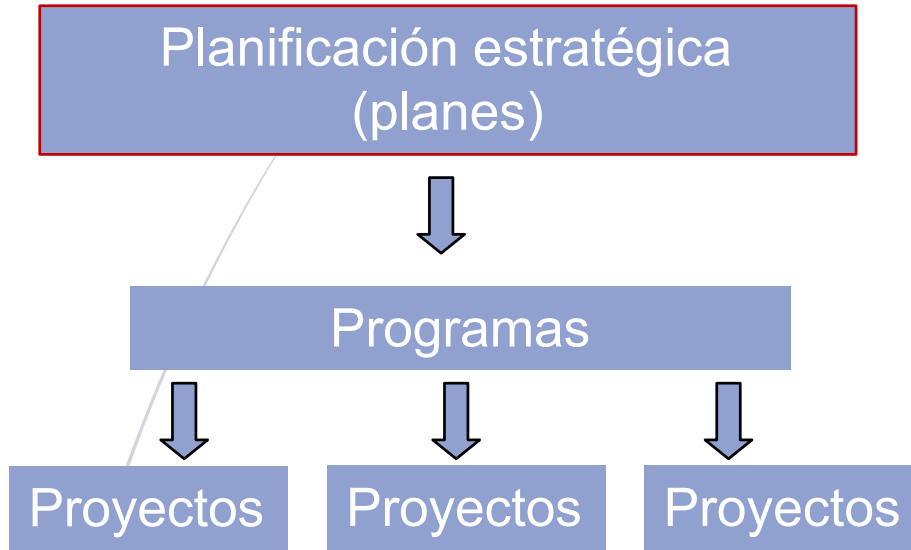 Planificación estratégica
(planes)
Programas
Proyectos
Proyectos
Proyectos